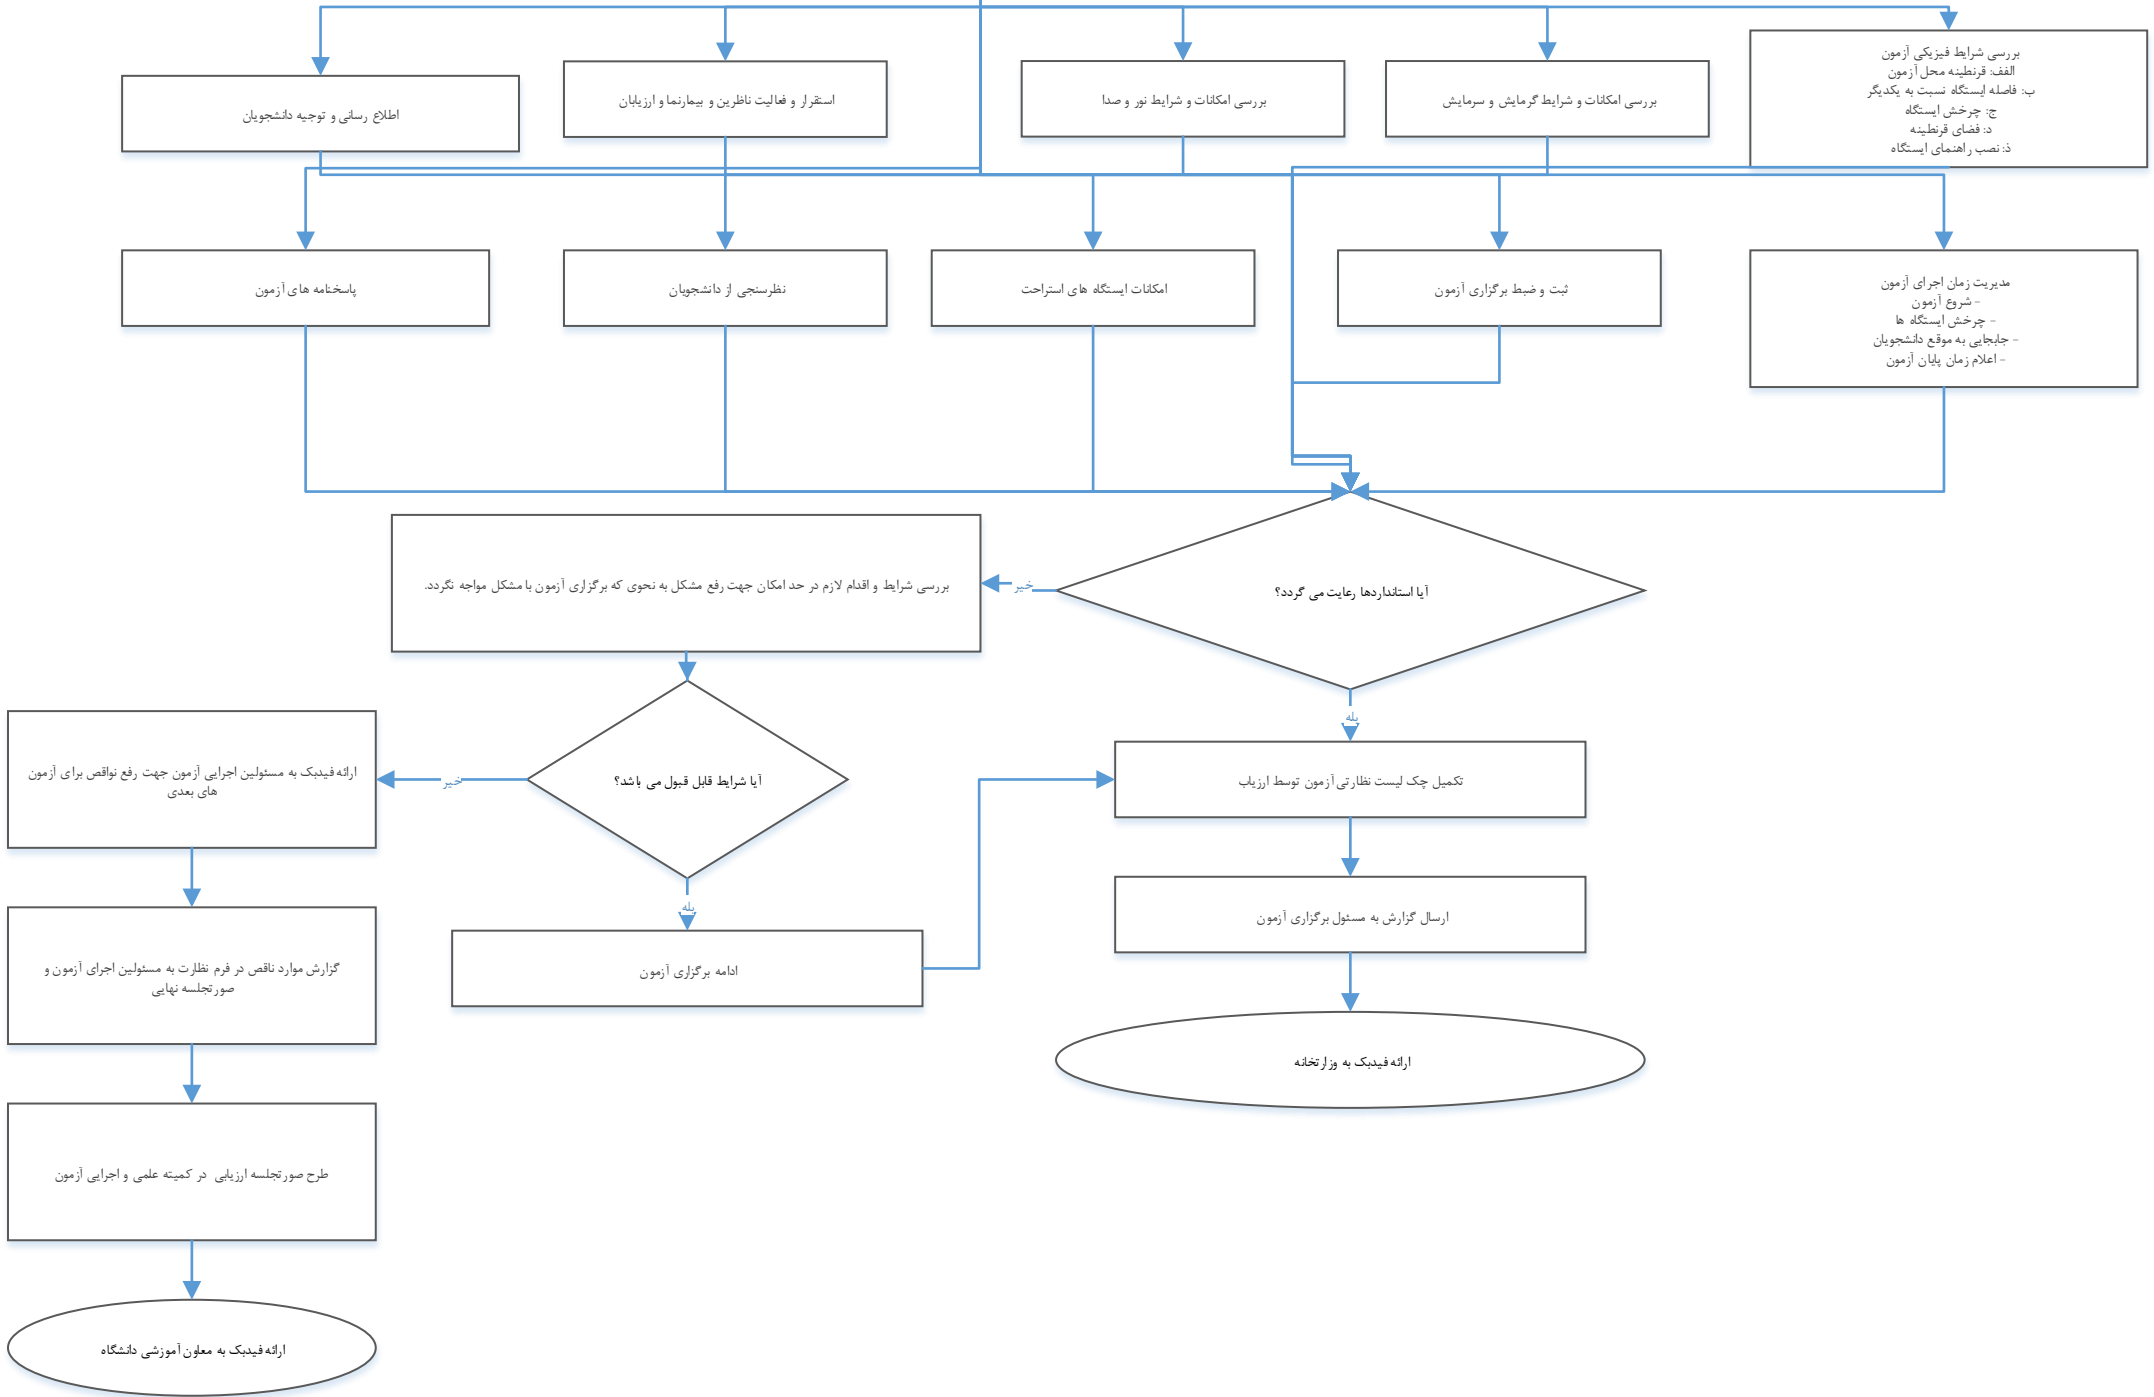 بررسی شرایط فیزیکی آزمون
الفف: قرنطینه محل آزمون
ب: فاصله ایستگاه نسبت به یکدیگر
ج: چرخش ایستگاه
د: فضای قرنطینه
ذ: نصب راهنمای ایستگاه
بررسی امکانات و شرایط گرمایش و سرمایش
بررسی امکانات و شرایط نور و صدا
استقرار و فعالیت ناظرین و بیمارنما و ارزیابان
اطلاع رسانی و توجیه دانشجویان
مدیریت زمان اجرای آزمون
- شروع آزمون
- چرخش ایستگاه ها
- جابجایی به موقع دانشجویان
- اعلام زمان پایان آزمون
ثبت و ضبط برگزاری آزمون
امکانات ایستگاه های استراحت
نظرسنجی از دانشجویان
پاسخنامه های آزمون
آیا استانداردها رعایت می گردد؟
خیر
بررسی شرایط و اقدام لازم در حد امکان جهت رفع مشکل به نحوی که برگزاری آزمون با مشکل مواجه نگردد.
بله
تکمیل چک لیست نظارتی آزمون توسط ارزیاب
آیا شرایط قابل قبول می باشد؟
خیر
ارائه فیدبک به مسئولین اجرایی آزمون جهت رفع نواقص برای آزمون
های بعدی
بله
ارسال گزارش به مسئول برگزاری آزمون
ادامه برگزاری آزمون
گزارش موارد ناقص در فرم نظارت به مسئولین اجرای آزمون و
صورتجلسه نهایی
ارائه فیدبک به وزارتخانه
طرح صورتجلسه ارزیابی در کمیته علمی و اجرایی آزمون
ارائه فیدبک به معاون آموزشی دانشگاه